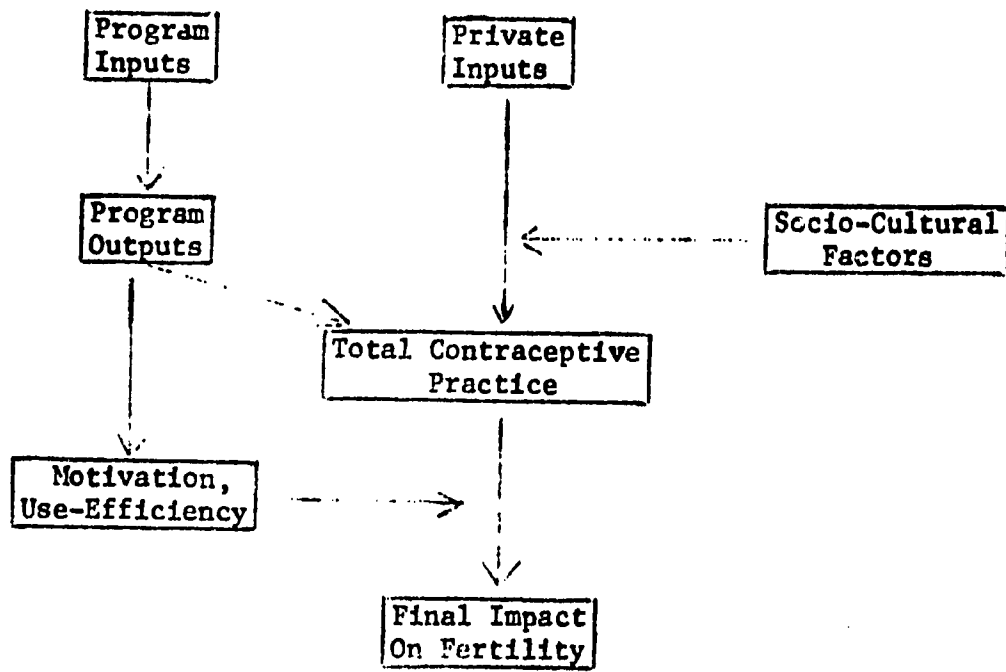 Program
Inputs
Private
Inputs
Program
Outputs
Socio-Cultural
Factors
Total Contraceptive
Practice
Motivation,
Use-Efficiency
Final Impact
On Fertility